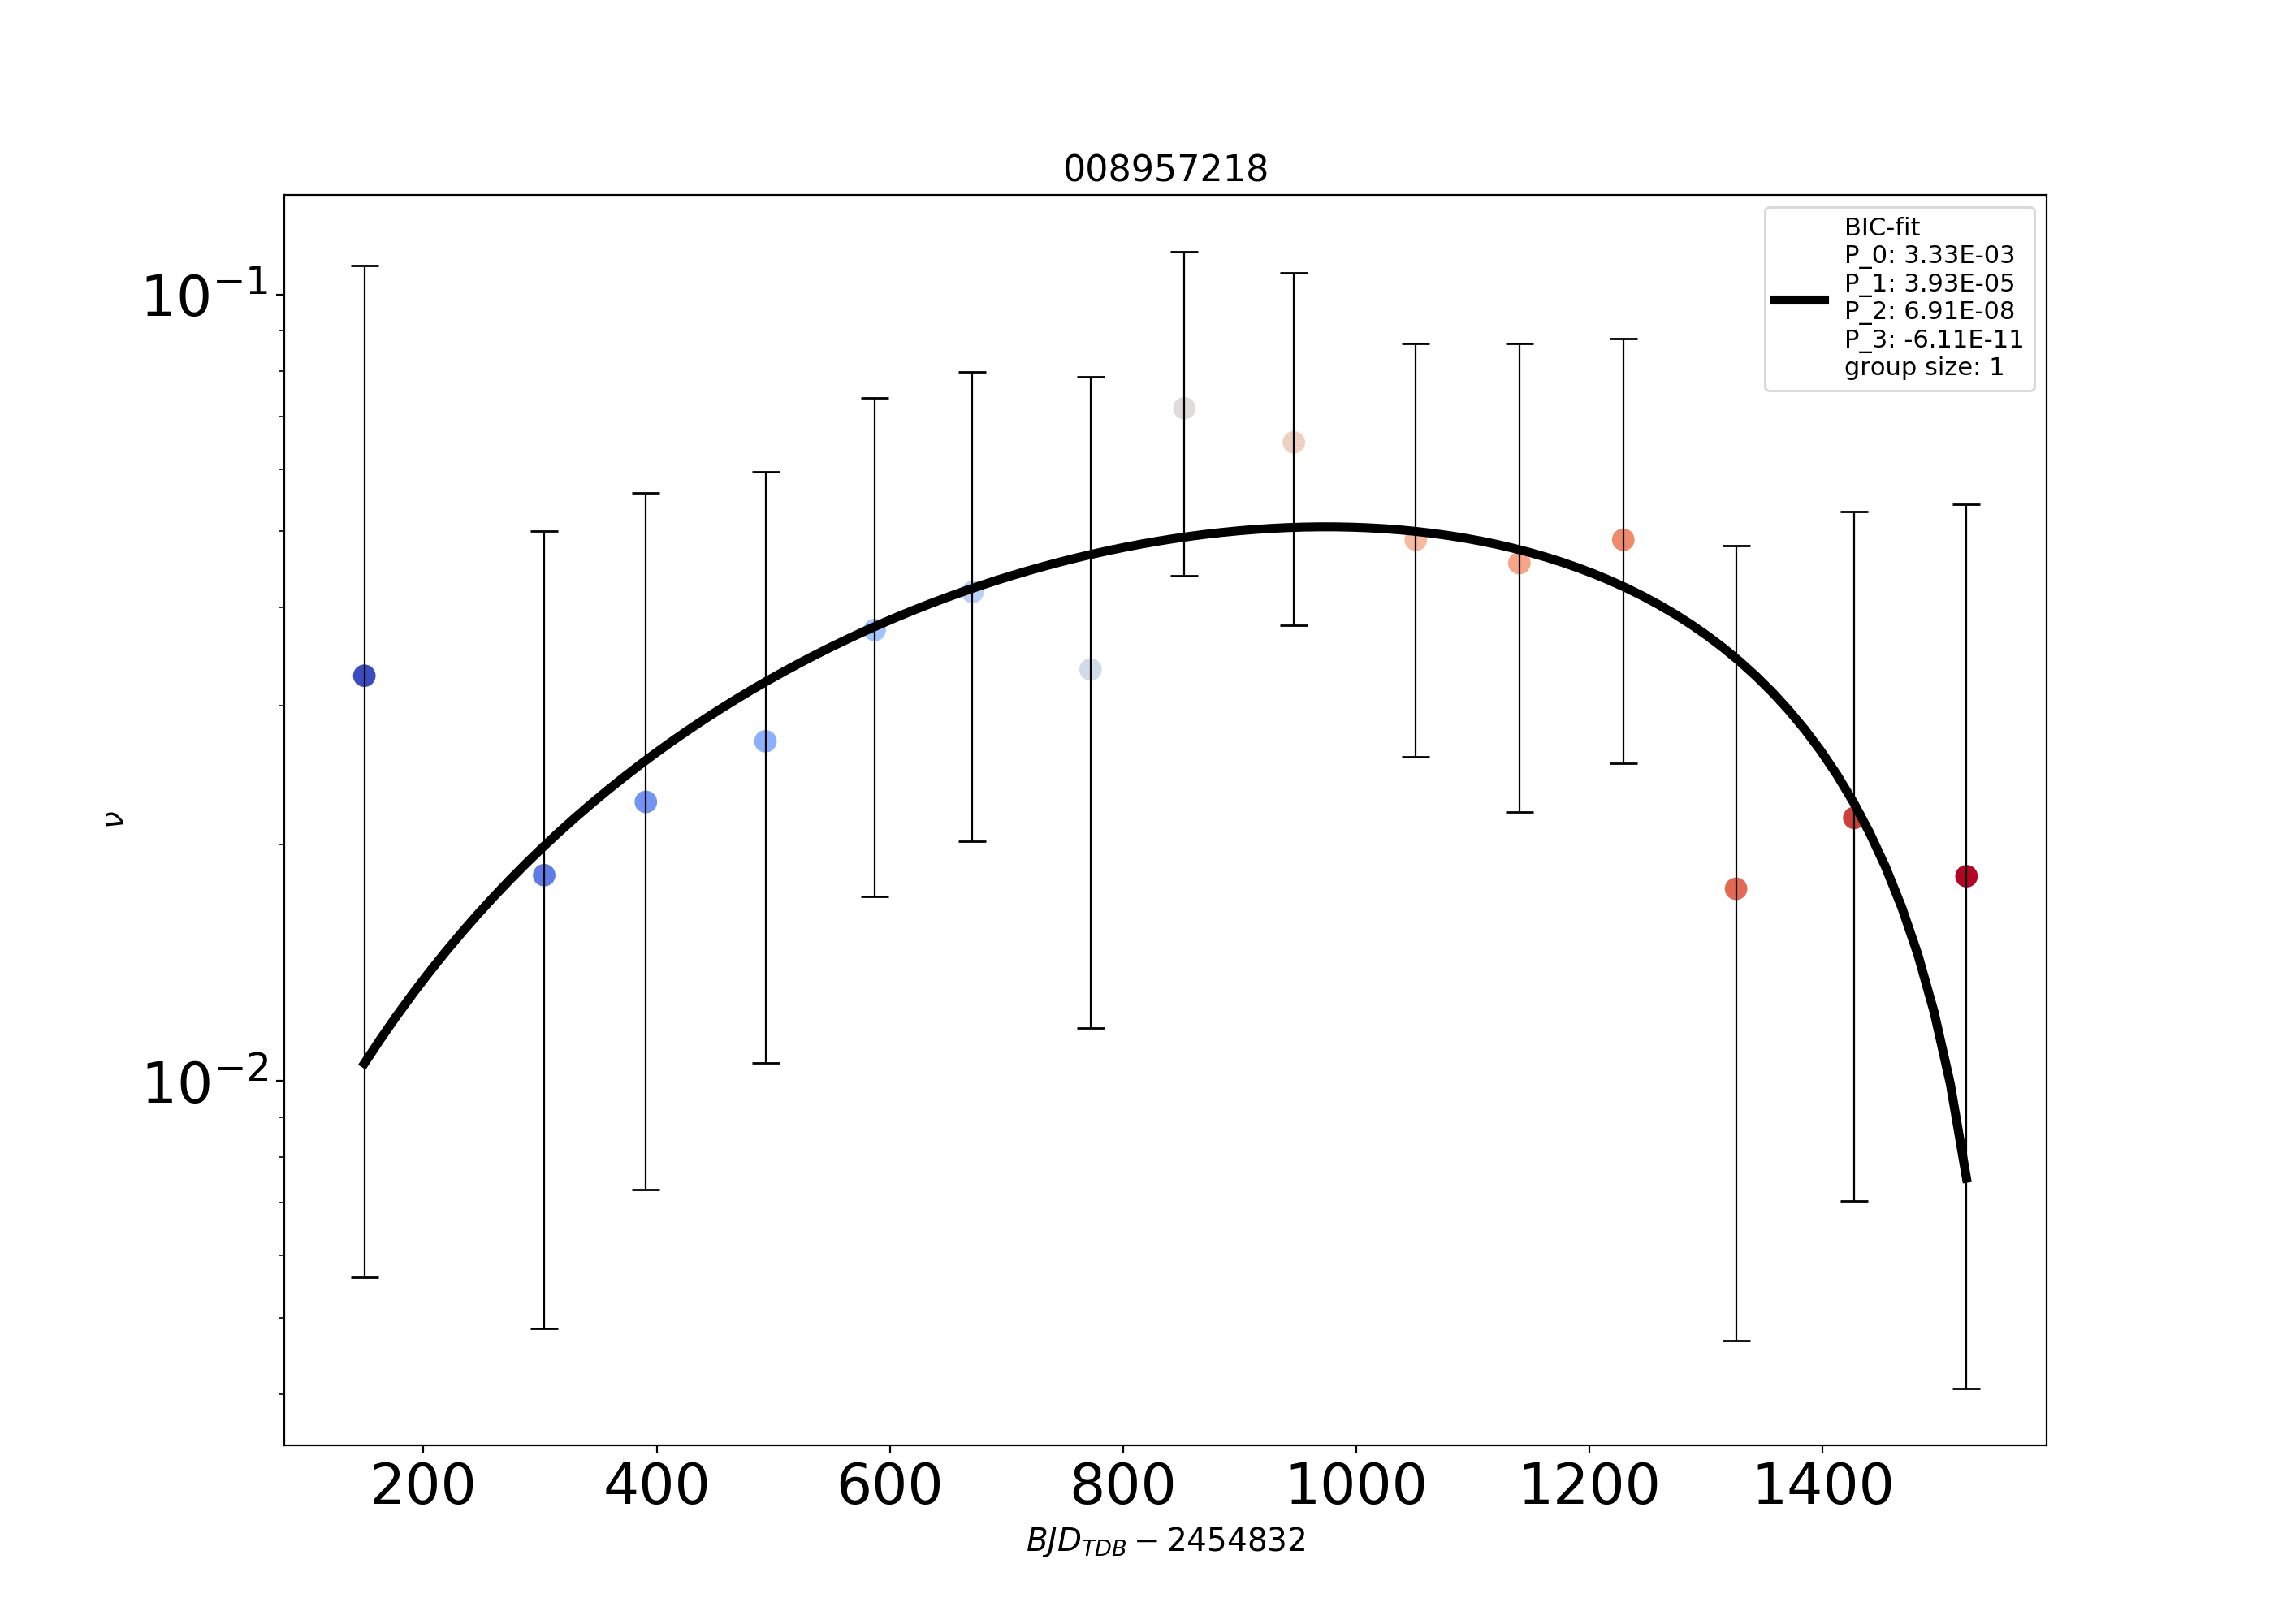 008957218
BIC-fit
P_0: 3.33E-03
P_1: 3.93E-05
P_2: 6.91E-08
P_3: -6.11E-11
group size: 1
10⁻¹
ν
10⁻²
200 400 600 800 1000 1200 1400
BJD_TDB − 2454832